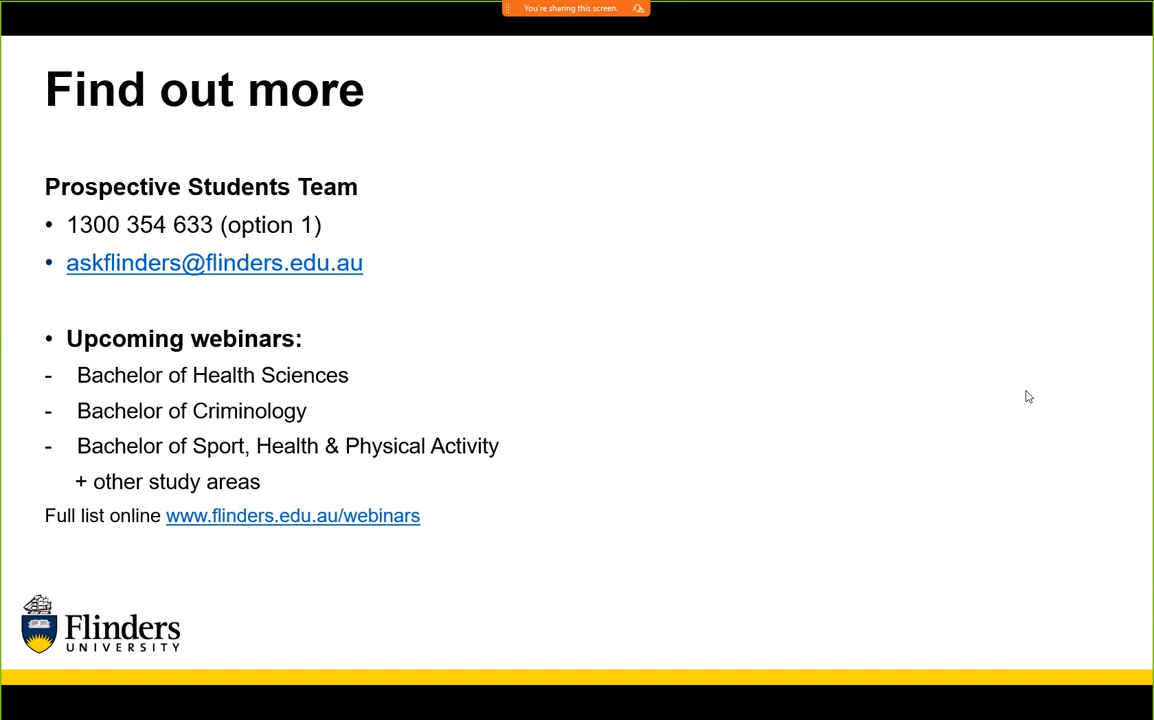 You're sharing this screen.
Find out more
Prospective Students Team
• 1300 354 633 (option 1)
• askflinders@flinders.edu.au
• Upcoming webinars:
- Bachelor of Health Sciences
- Bachelor of Criminology
- Bachelor of Sport, Health & Physical Activity
+ other study areas
Full list online www.flinders.edu.au/webinars
Flinders
UNIVERSITY